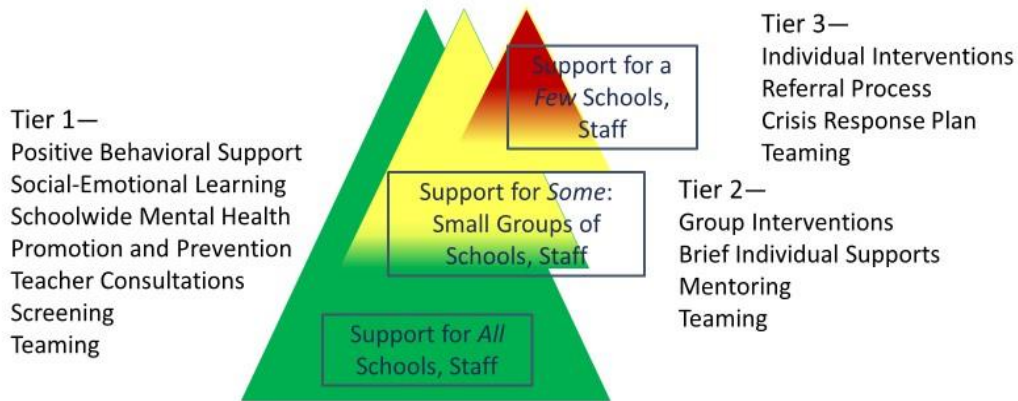 Tier 1—
Positive Behavioral Support
Social-Emotional Learning
Schoolwide Mental Health
Promotion and Prevention
Teacher Consultations
Screening
Teaming
Support for a
Few Schools,
Staff
Support for Some:
Small Groups of
Schools, Staff
Support for All
Schools, Staff
Tier 3—
Individual Interventions
Referral Process
Crisis Response Plan
Teaming
Tier 2—
Group Interventions
Brief Individual Supports
Mentoring
Teaming